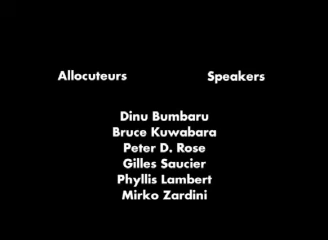 Allocuteurs Speakers
Dinu Bumbaru
Bruce Kuwabara
Peter D. Rose
Gilles Saucier
Phyllis Lambert
Mirko Zardini